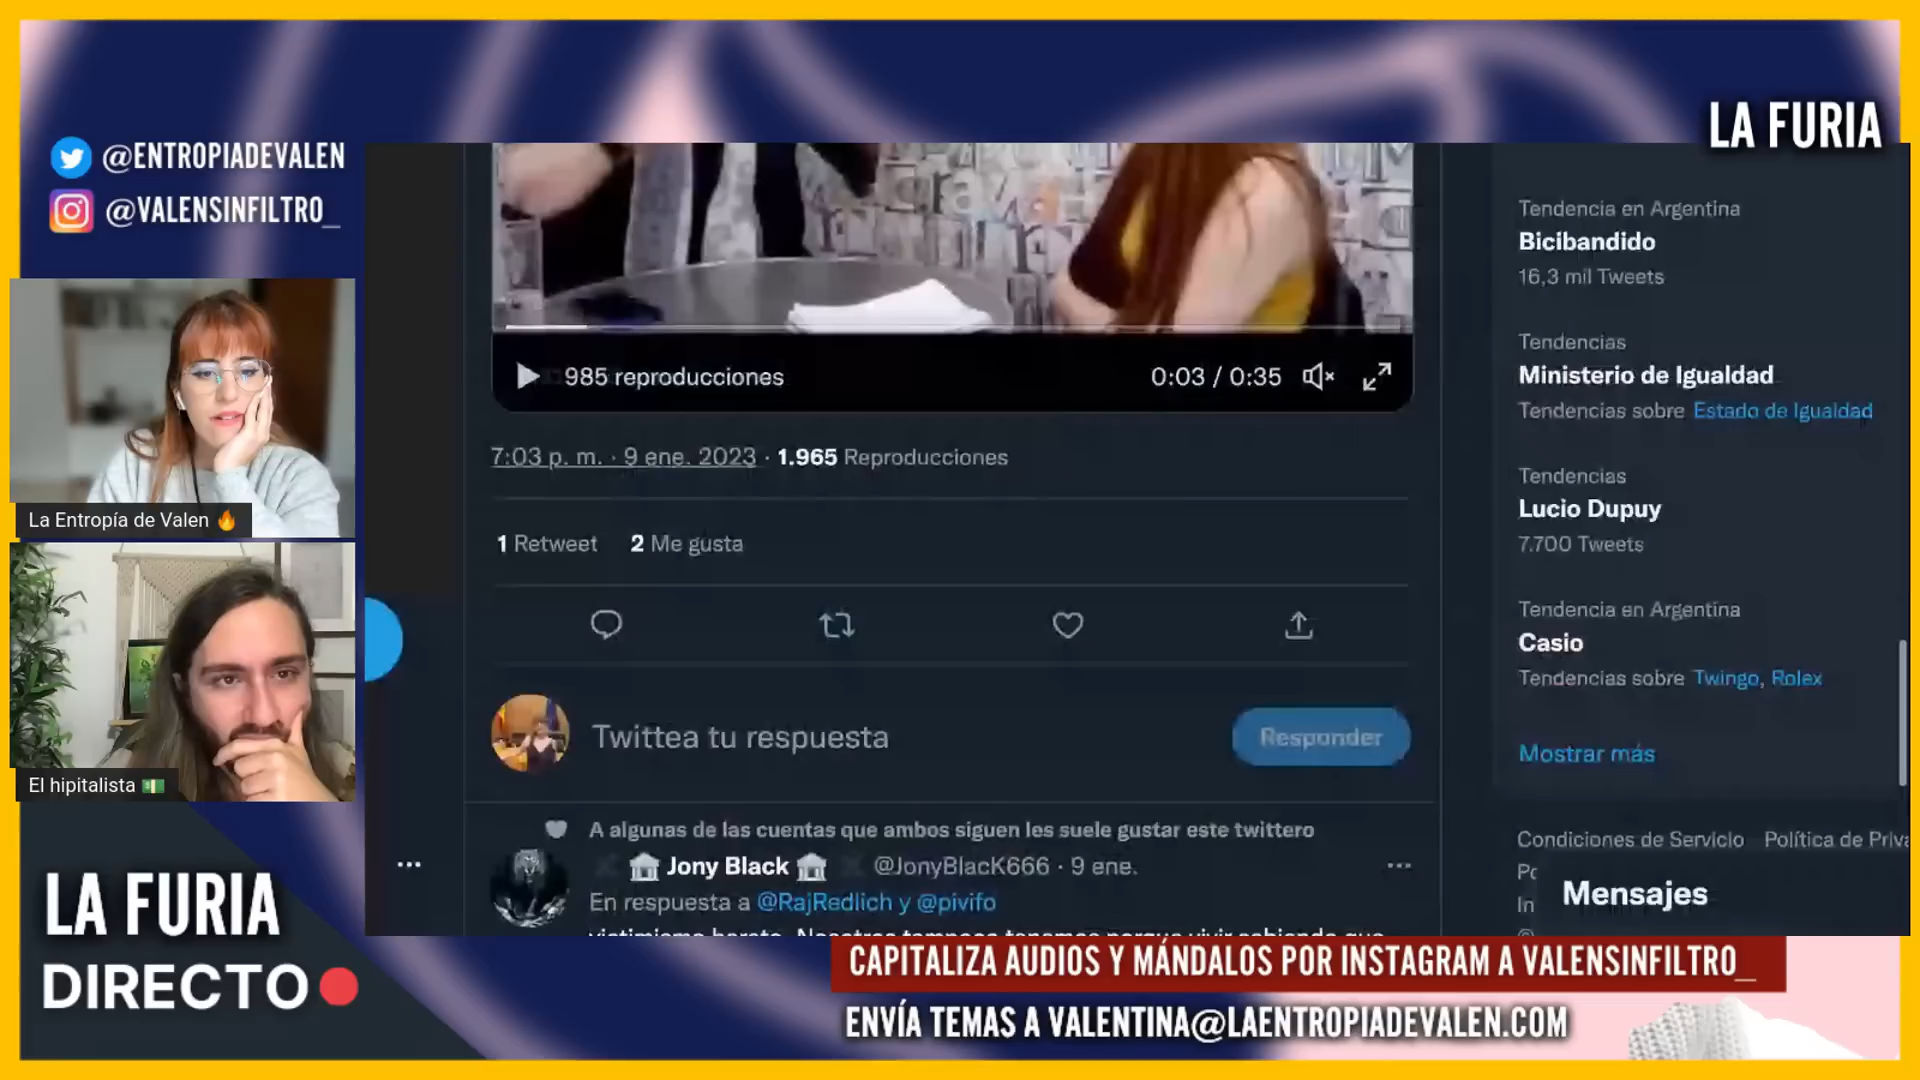 LA FURIA
@ENTROPIADEVALEN
@VALENSINFILTRO_
La Entropía de Valen
El hipitalista
LA FURIA
DIRECTO
985 reproducciones
0:03 / 0:35
7:03 p. m. · 9 ene. 2023 · 1.965 Reproducciones
1 Retweet 2 Me gusta
Twittea tu respuesta
Responder
A algunas de las cuentas que ambos siguen les suele gustar este twittero
Jony Black @JonyBlacK666 · 9 ene.
En respuesta a @RajRedlich y @pivifo
Tendencia en Argentina
Bicibandido
16,3 mil Tweets
Tendencias
Ministerio de Igualdad
Tendencias sobre Estado de Igualdad
Tendencias
Lucio Dupuy
7.700 Tweets
Tendencia en Argentina
Casio
Tendencias sobre Twingo, Rolex
Mostrar más
Condiciones de Servicio Política de Priva
Mensajes
CAPITALIZA AUDIOS Y MÁNDALOS POR INSTAGRAM A VALENSINFILTRO_
ENVÍA TEMAS A VALENTINA@LAENTROPIADEVALEN.COM